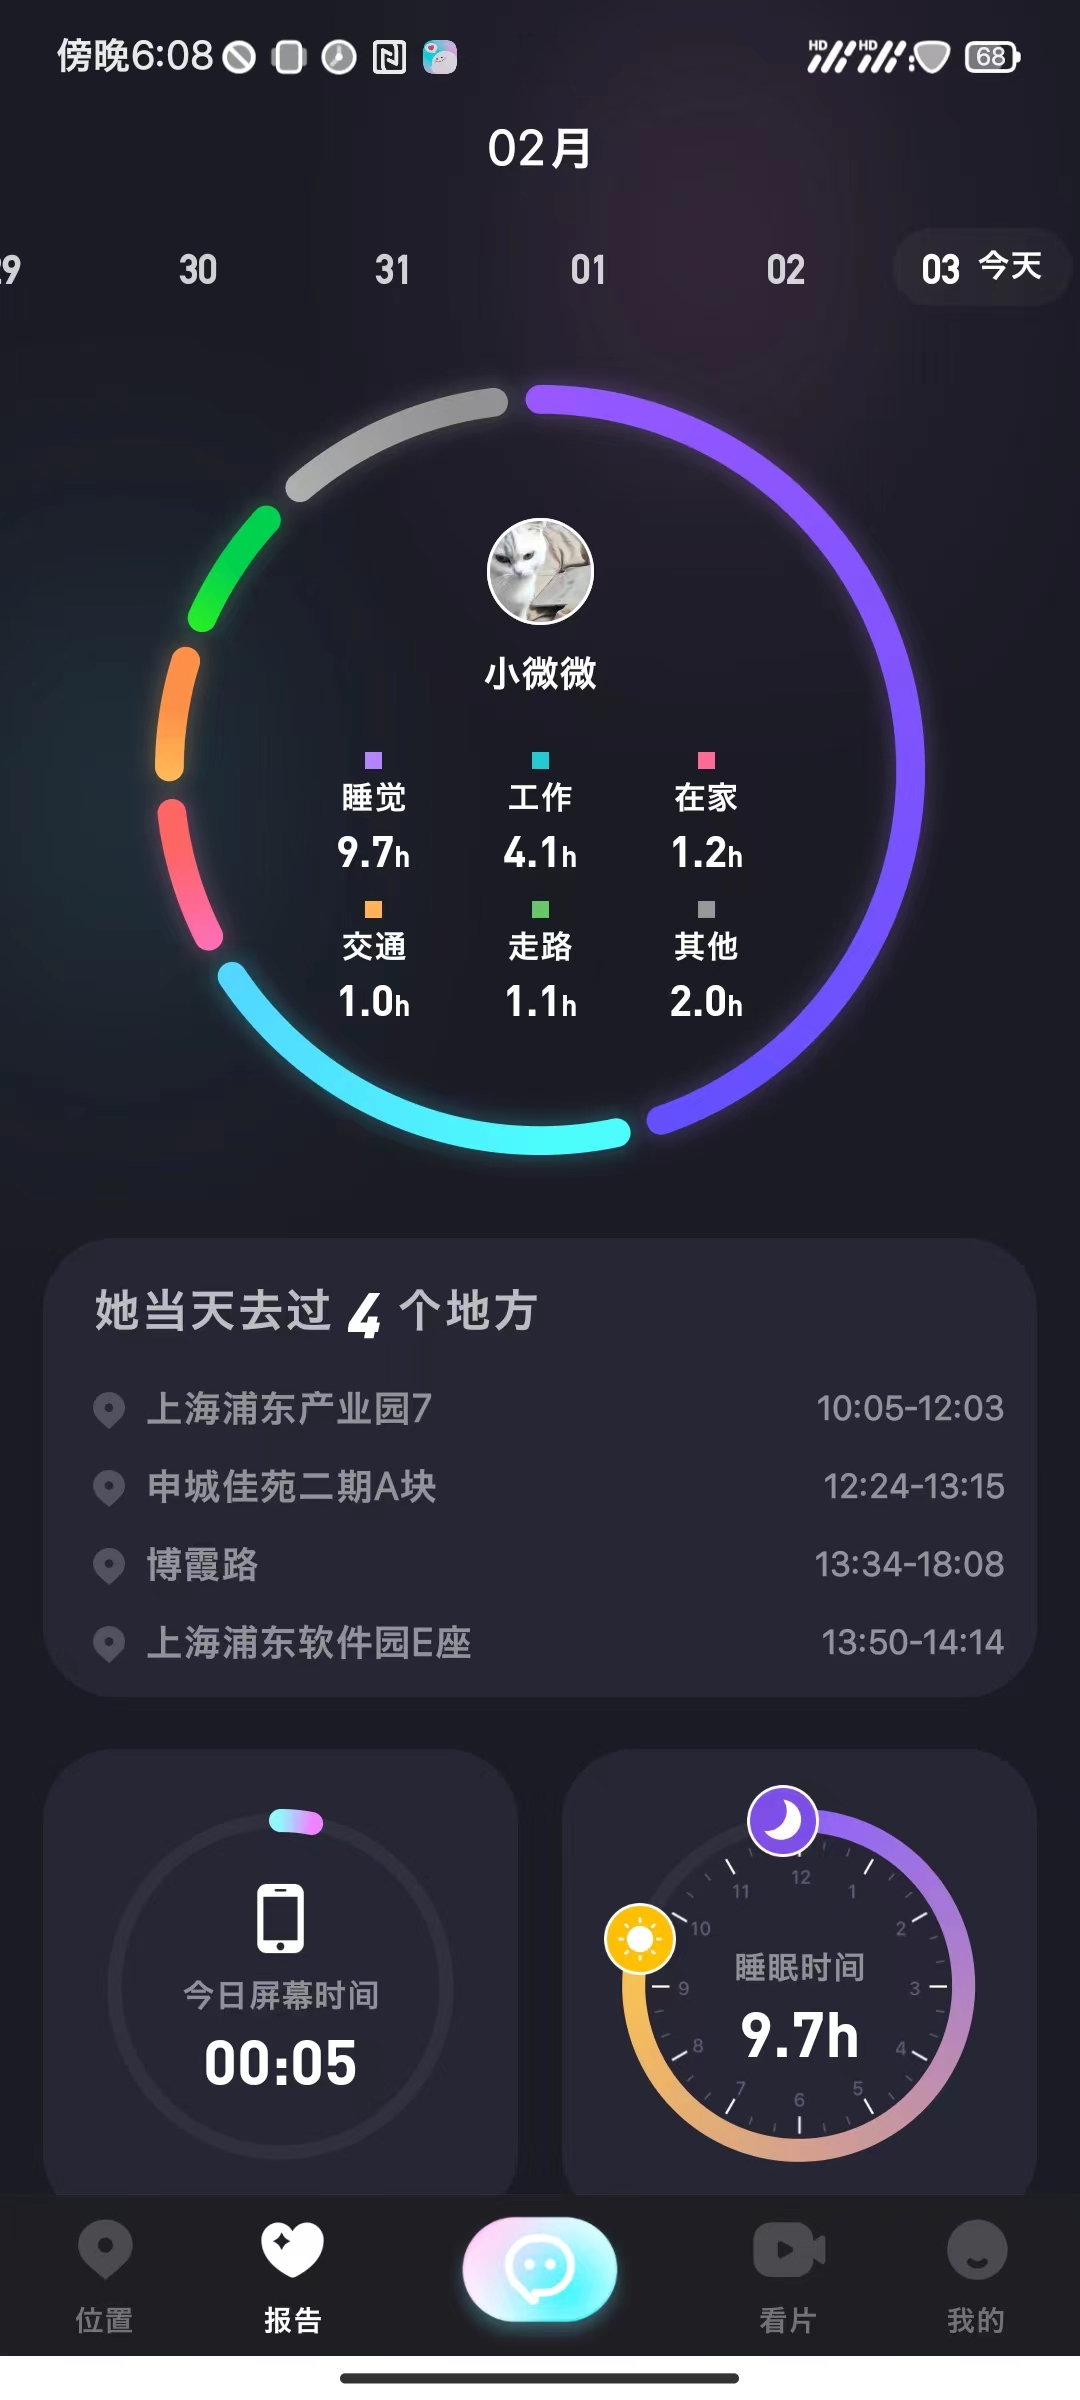 傍晚6:08 HD HD 68
02月
29 30 31 01 02 03 今天
小微微
睡觉 工作 在家
9.7h 4.1h 1.2h
交通 走路 其他
1.0h 1.1h 2.0h
她当天去过 4 个地方
上海浦东产业园7 10:05-12:03
申城佳苑二期A块 12:24-13:15
博霞路 13:34-18:08
上海浦东软件园E座 13:50-14:14
今日屏幕时间
00:05
12
11 1
10 2
睡眠时间
9 3
9.7h
8 4
7 5
6
位置 报告 看片 我的